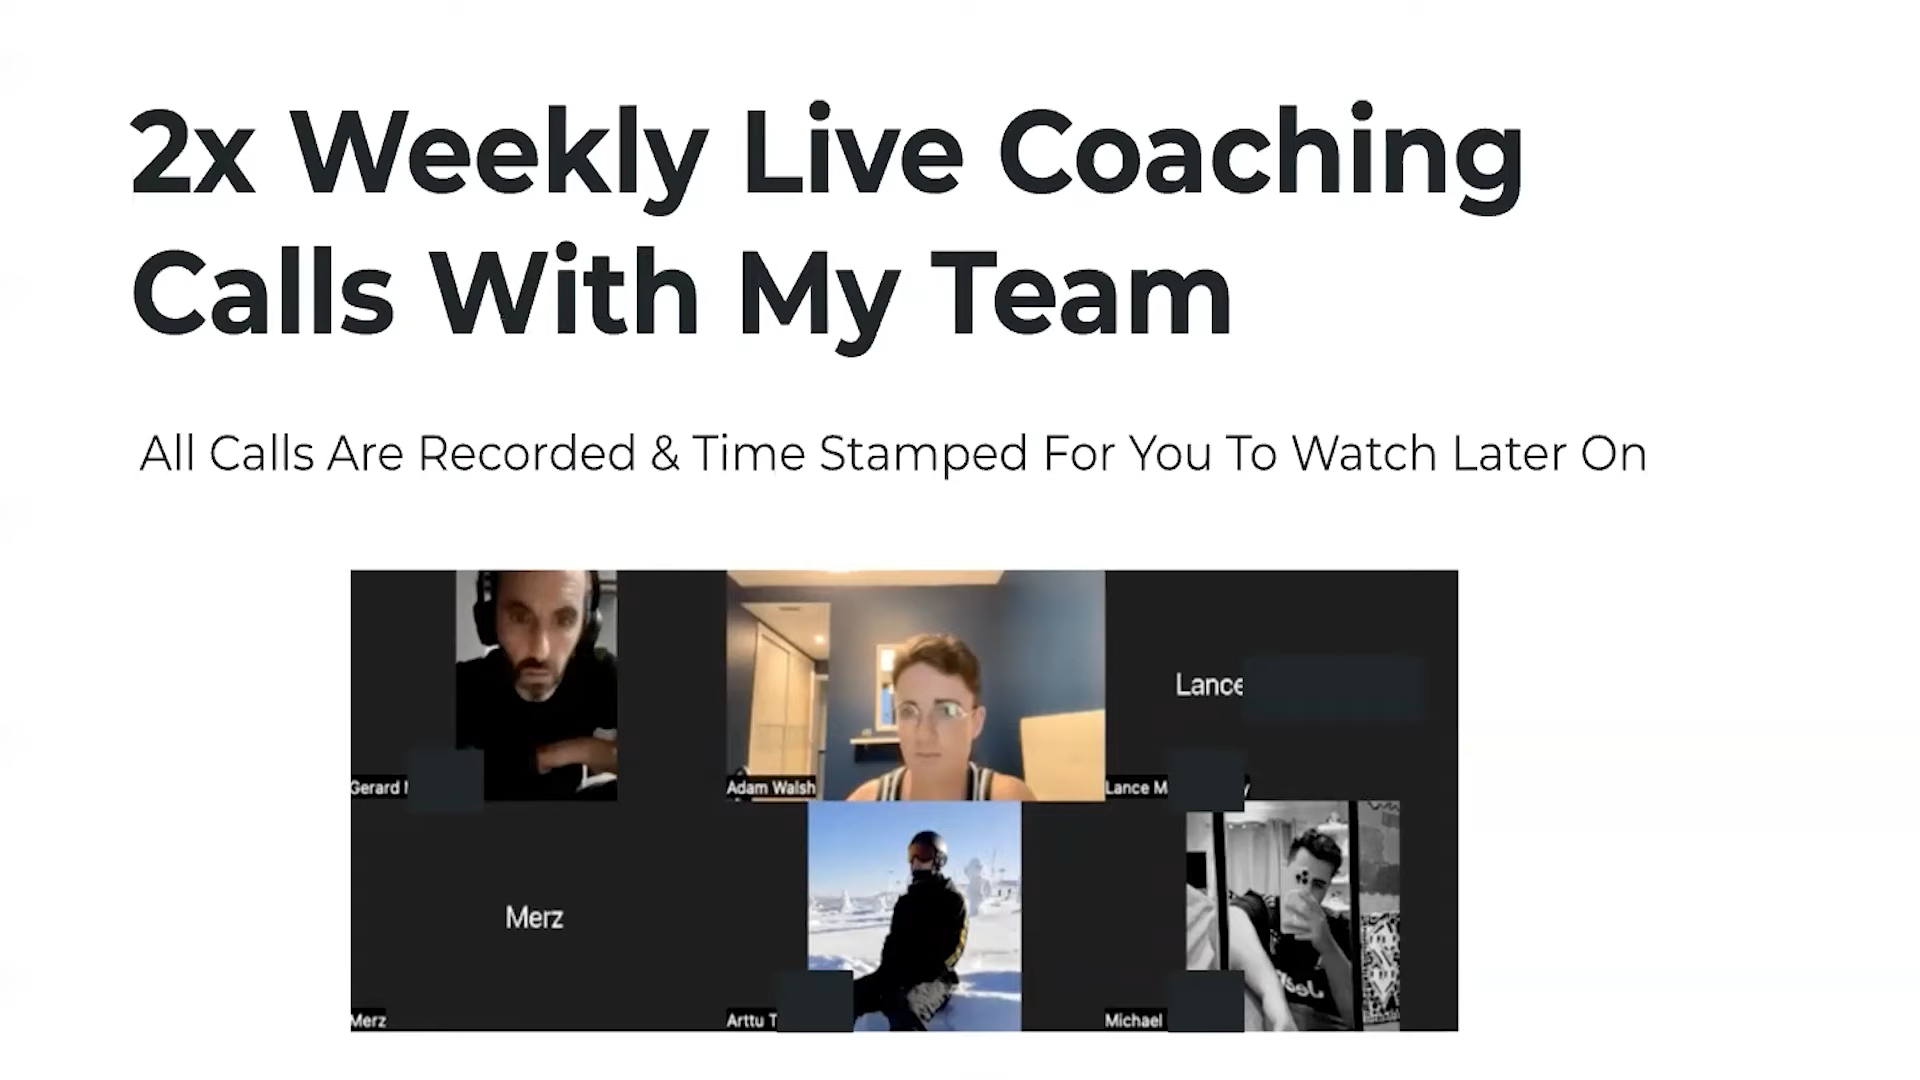 2x Weekly Live Coaching
Calls With My Team
All Calls Are Recorded & Time Stamped For You To Watch Later On
Lance
Gerard
Adam Walsh
Lance M
Merz
Merz
Arttu T
Michael